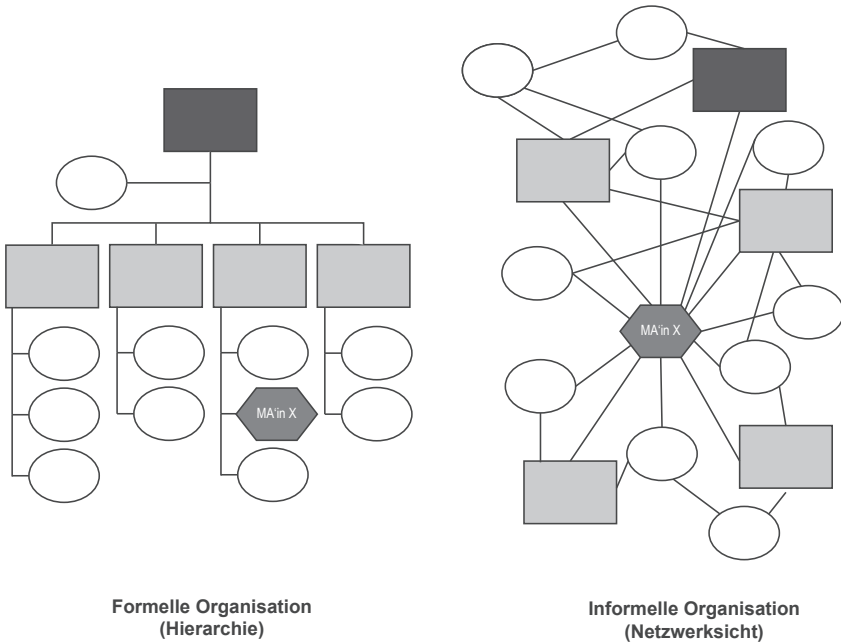 MA‘in X
MA‘in X
Formelle Organisation
(Hierarchie)
Informelle Organisation
(Netzwerksicht)